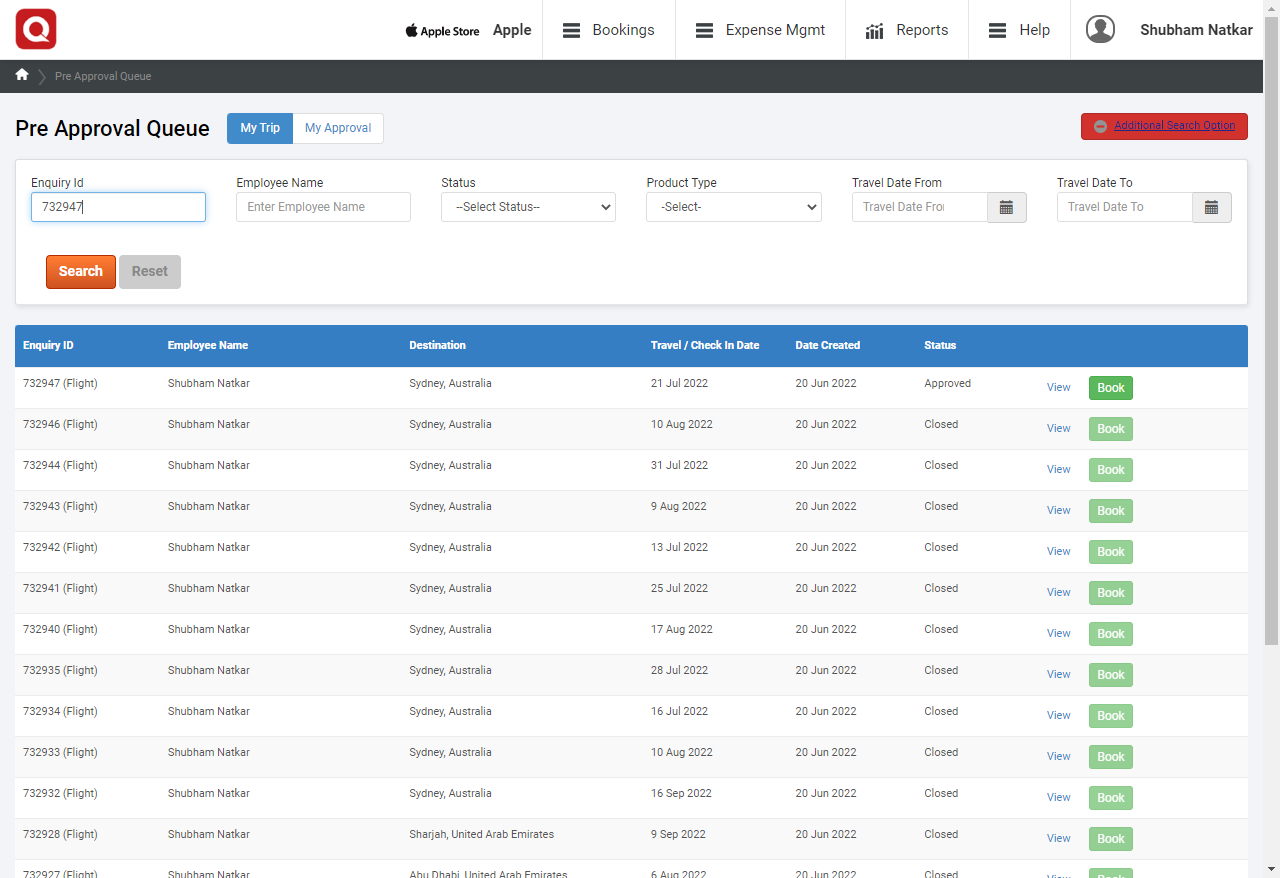 Apple Store Apple Bookings Expense Mgmt Reports Help Shubham Natkar
Pre Approval Queue
Pre Approval Queue My Trip My Approval Additional Search Option
Enquiry Id Employee Name Status Product Type Travel Date From Travel Date To
732947 Enter Employee Name --Select Status-- -Select- Travel Date From Travel Date To
Search Reset
Enquiry ID Employee Name Destination Travel / Check In Date Date Created Status
732947 (Flight) Shubham Natkar Sydney, Australia 21 Jul 2022 20 Jun 2022 Approved View Book
732946 (Flight) Shubham Natkar Sydney, Australia 10 Aug 2022 20 Jun 2022 Closed View Book
732944 (Flight) Shubham Natkar Sydney, Australia 31 Jul 2022 20 Jun 2022 Closed View Book
732943 (Flight) Shubham Natkar Sydney, Australia 9 Aug 2022 20 Jun 2022 Closed View Book
732942 (Flight) Shubham Natkar Sydney, Australia 13 Jul 2022 20 Jun 2022 Closed View Book
732941 (Flight) Shubham Natkar Sydney, Australia 25 Jul 2022 20 Jun 2022 Closed View Book
732940 (Flight) Shubham Natkar Sydney, Australia 17 Aug 2022 20 Jun 2022 Closed View Book
732935 (Flight) Shubham Natkar Sydney, Australia 28 Jul 2022 20 Jun 2022 Closed View Book
732934 (Flight) Shubham Natkar Sydney, Australia 16 Jul 2022 20 Jun 2022 Closed View Book
732933 (Flight) Shubham Natkar Sydney, Australia 10 Aug 2022 20 Jun 2022 Closed View Book
732932 (Flight) Shubham Natkar Sydney, Australia 16 Sep 2022 20 Jun 2022 Closed View Book
732928 (Flight) Shubham Natkar Sharjah, United Arab Emirates 9 Sep 2022 20 Jun 2022 Closed View Book
732927 (Flight) Shubham Natkar Abu Dhabi, United Arab Emirates 6 Aug 2022 20 Jun 2022 Closed View Book